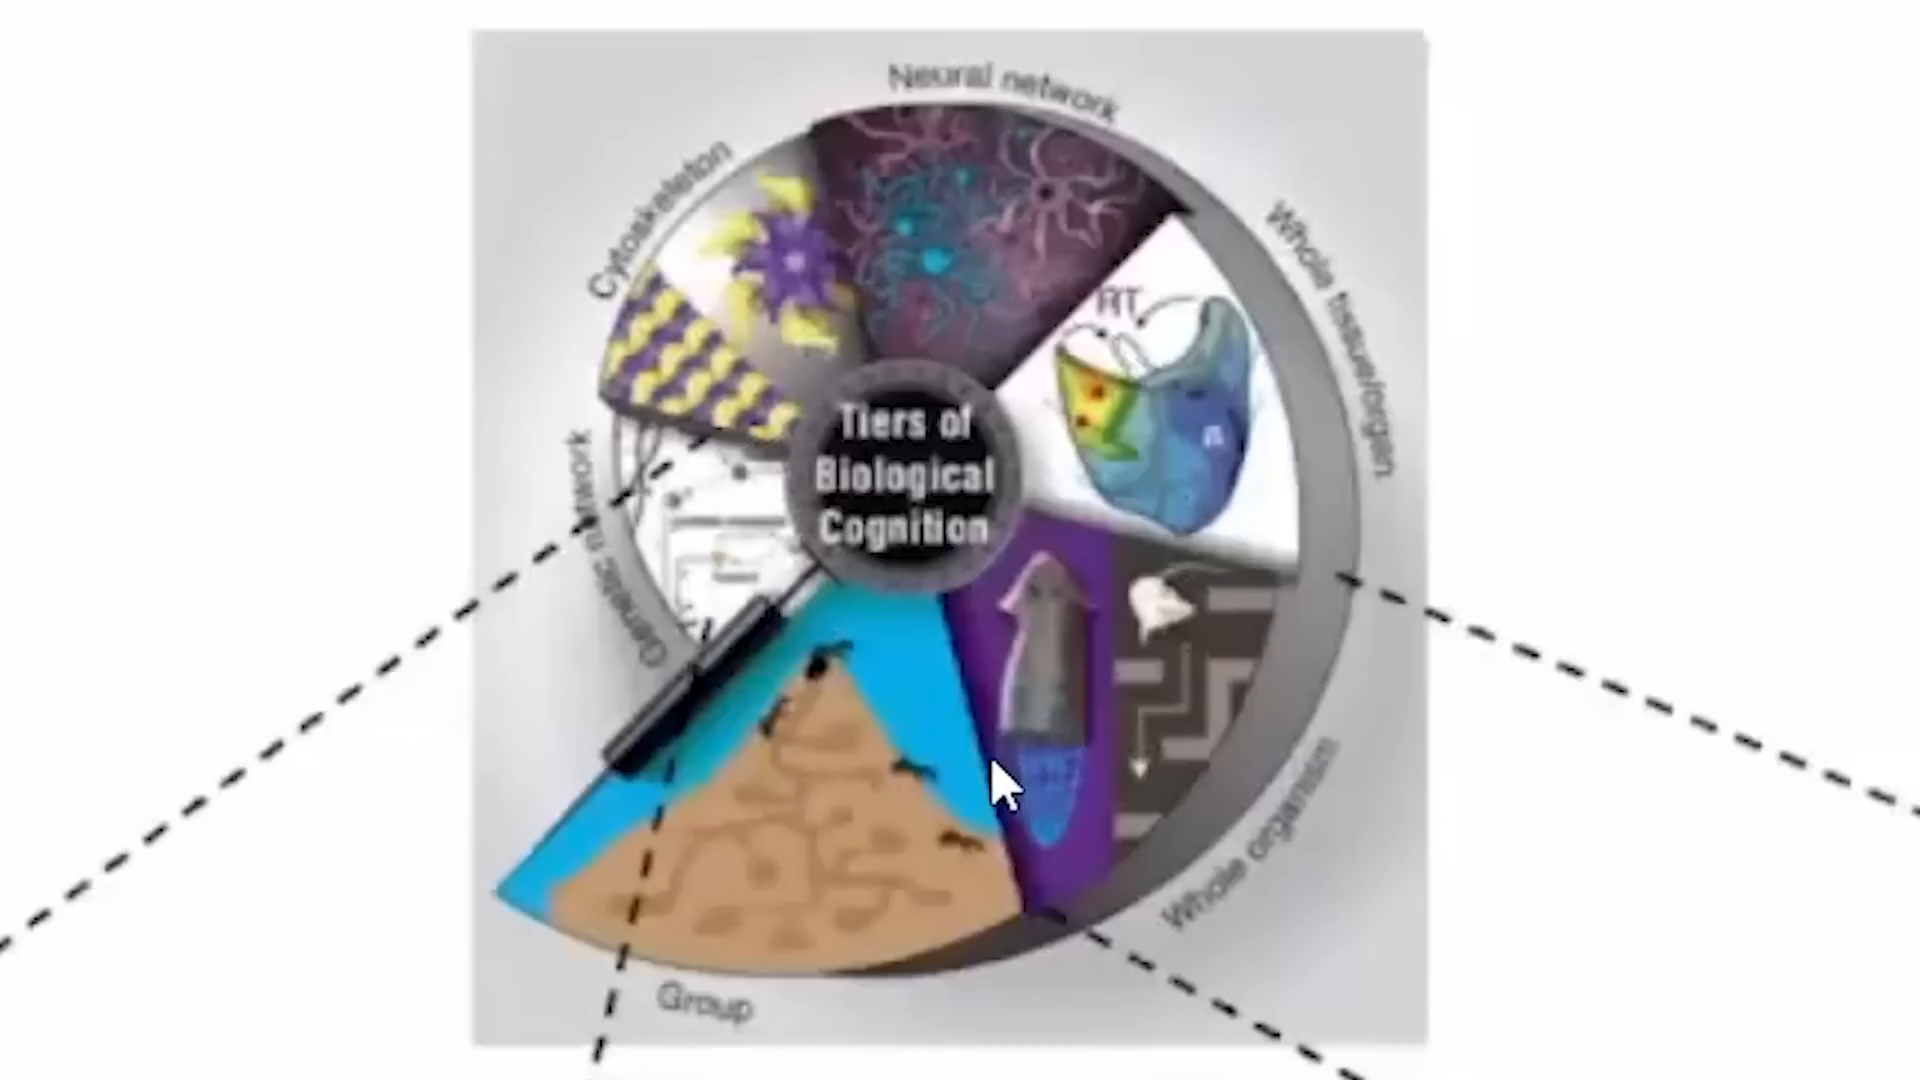 Neural network
Cytoskeleton
Whole tissue/organ
RT
Tiers of
Biological
Cognition
Genetic network
Whole organism
Group